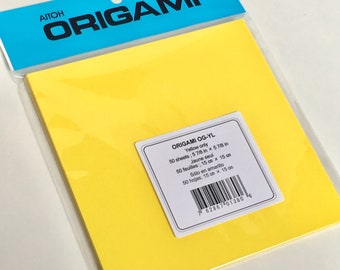 AITOH
ORIGAMI
ORIGAMI OG-YL
Yellow only
50 sheets : 5 7/8 in × 5 7/8 in
Jaune seul
50 feuilles : 15 cm × 15 cm
Sólo en amarillo
50 hojas: 15 cm × 15 cm